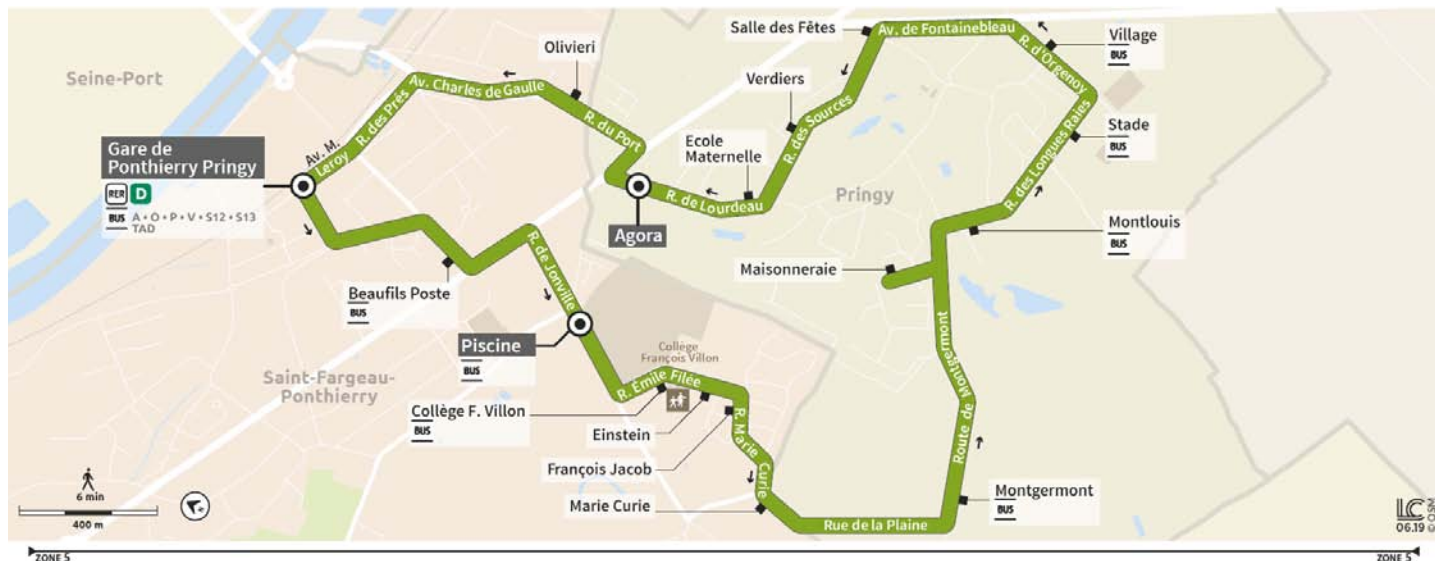 Seine-Port
Olivieri
Salle des Fêtes
Av. de Fontainebleau
R. d'Orgenoy
Village
BUS
Av. Charles de Gaulle
R. des Prés
Av. M.
Leroy
R. du Port
Verdiers
R. des Sources
Ecole
Maternelle
R. des Longues Raies
Stade
BUS
Gare de
Ponthierry Pringy
RER D
BUS A • O • P • V • S12 • S13
TAD
Pringy
R. de Lourdeau
Agora
Montlouis
BUS
Maisonneraie
Beaufils Poste
BUS
R. de Jonville
Piscine
BUS
Collège
François Villon
Saint-Fargeau-
Ponthierry
R. Émile Filée
Collège F. Villon
BUS
Einstein
R. Marie Curie
François Jacob
Marie Curie
Route de Montgermont
Montgermont
BUS
Rue de la Plaine
6 min
400 m
LC
06.19 © OSM
ZONE 5
ZONE 5